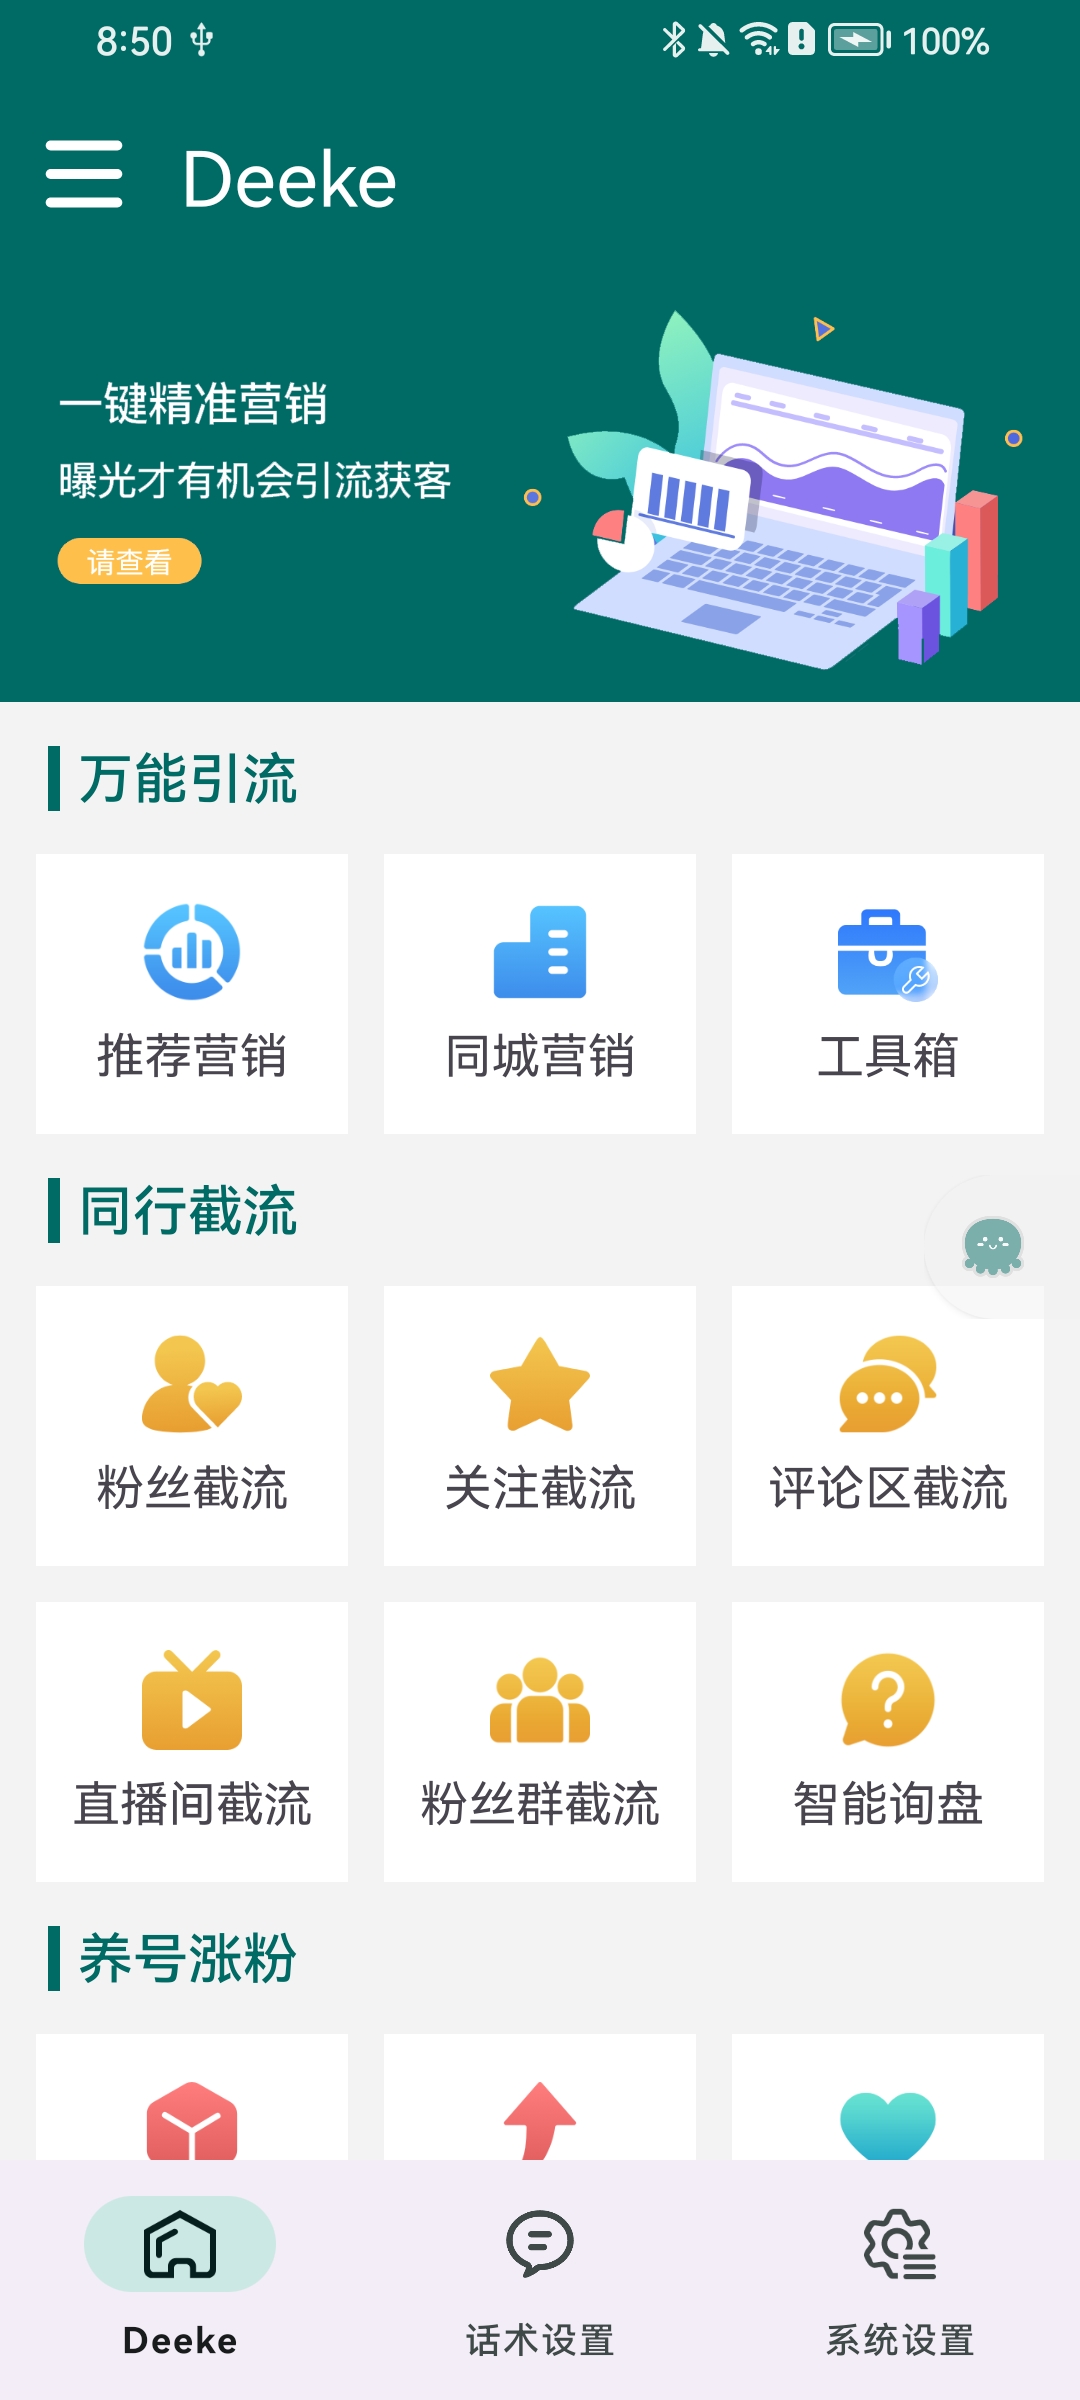 8:50
100%
Deeke
一键精准营销
曝光才有机会引流获客
请查看
万能引流
推荐营销
同城营销
工具箱
同行截流
粉丝截流
关注截流
评论区截流
直播间截流
粉丝群截流
智能询盘
养号涨粉
Deeke
话术设置
系统设置